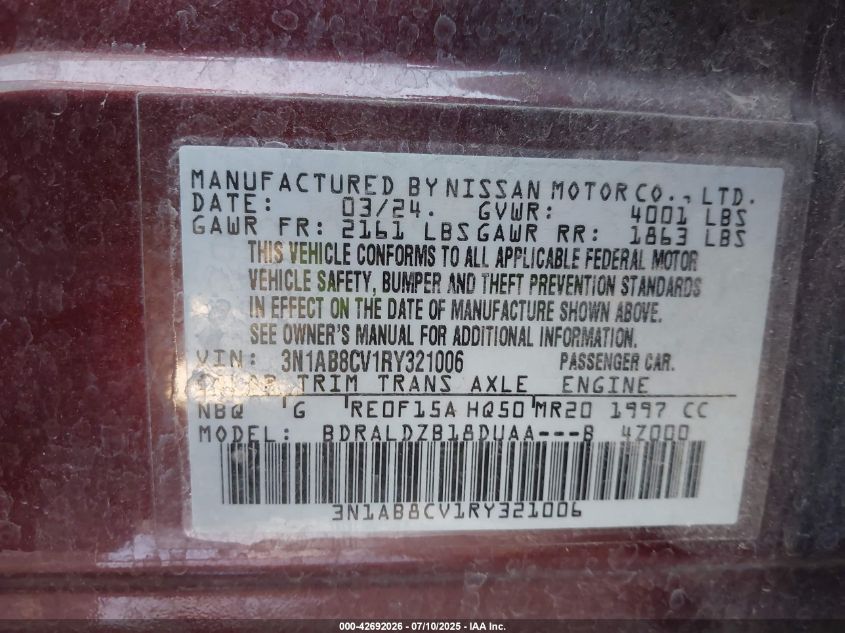 MANUFACTURED BY NISSAN MOTOR CO., LTD.
DATE: 03/24. GVWR: 4001 LBS
GAWR FR: 2161 LBS GAWR RR: 1863 LBS
THIS VEHICLE CONFORMS TO ALL APPLICABLE FEDERAL MOTOR
VEHICLE SAFETY, BUMPER AND THEFT PREVENTION STANDARDS
IN EFFECT ON THE DATE OF MANUFACTURE SHOWN ABOVE.
SEE OWNER'S MANUAL FOR ADDITIONAL INFORMATION.
VIN: 3N1AB8CV1RY321006 PASSENGER CAR.
COLOR TRIM TRANS AXLE ENGINE
NBQ G RE0F15A HQ50 MR20 1997 CC
MODEL: BDRALDZB18DUAA---B 4Z000
3N1AB8CV1RY321006
000-42692026 - 07/10/2025 - IAA Inc.